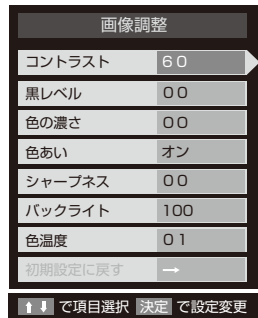 画像調整
コントラスト 60
黒レベル 00
色の濃さ 00
色あい オン
シャープネス 00
バックライト 100
色温度 01
初期設定に戻す →
⬆⬇ で項目選択 決定 で設定変更